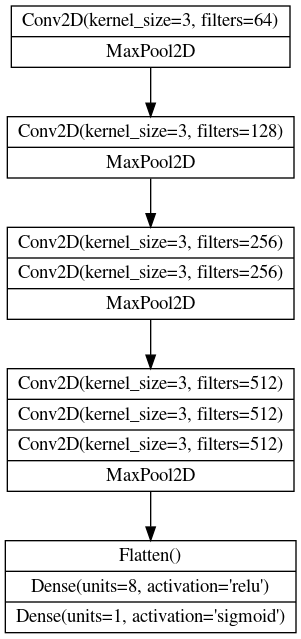 Conv2D(kernel_size=3, filters=64)
MaxPool2D
Conv2D(kernel_size=3, filters=128)
MaxPool2D
Conv2D(kernel_size=3, filters=256)
Conv2D(kernel_size=3, filters=256)
MaxPool2D
Conv2D(kernel_size=3, filters=512)
Conv2D(kernel_size=3, filters=512)
Conv2D(kernel_size=3, filters=512)
MaxPool2D
Flatten()
Dense(units=8, activation='relu')
Dense(units=1, activation='sigmoid')